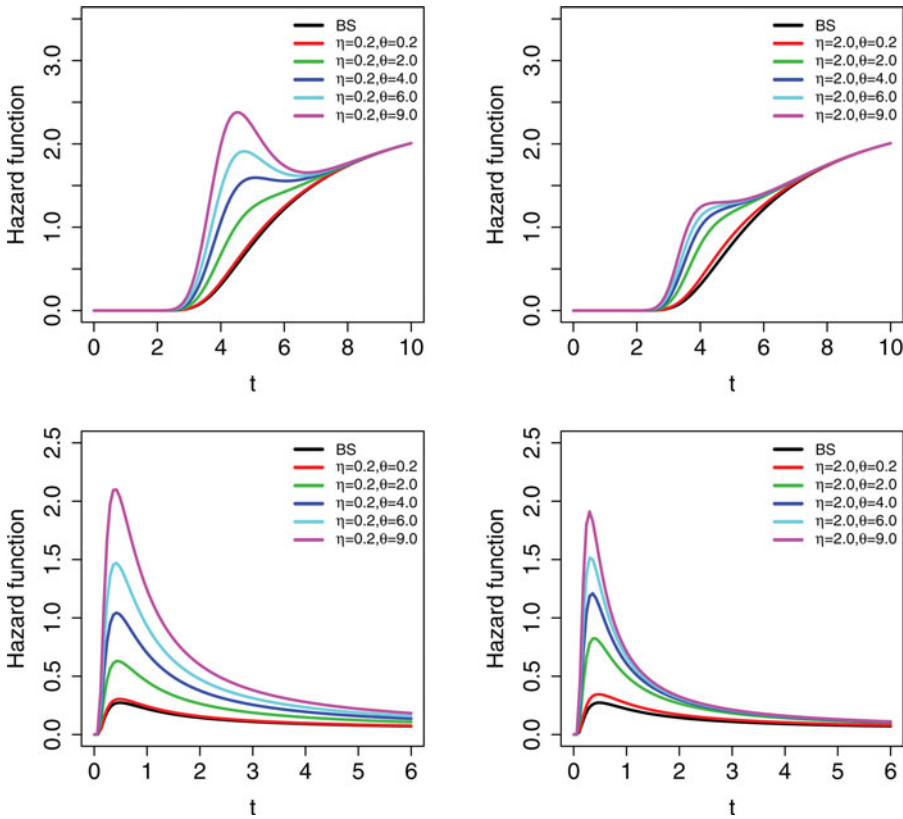 Hazard function
0.0 1.0 2.0 3.0
BS
η=0.2,θ=0.2
η=0.2,θ=2.0
η=0.2,θ=4.0
η=0.2,θ=6.0
η=0.2,θ=9.0
0 2 4 6 8 10
t
Hazard function
0.0 1.0 2.0 3.0
BS
η=2.0,θ=0.2
η=2.0,θ=2.0
η=2.0,θ=4.0
η=2.0,θ=6.0
η=2.0,θ=9.0
0 2 4 6 8 10
t
Hazard function
0.0 0.5 1.0 1.5 2.0 2.5
BS
η=0.2,θ=0.2
η=0.2,θ=2.0
η=0.2,θ=4.0
η=0.2,θ=6.0
η=0.2,θ=9.0
0 1 2 3 4 5 6
t
Hazard function
0.0 0.5 1.0 1.5 2.0 2.5
BS
η=2.0,θ=0.2
η=2.0,θ=2.0
η=2.0,θ=4.0
η=2.0,θ=6.0
η=2.0,θ=9.0
0 1 2 3 4 5 6
t